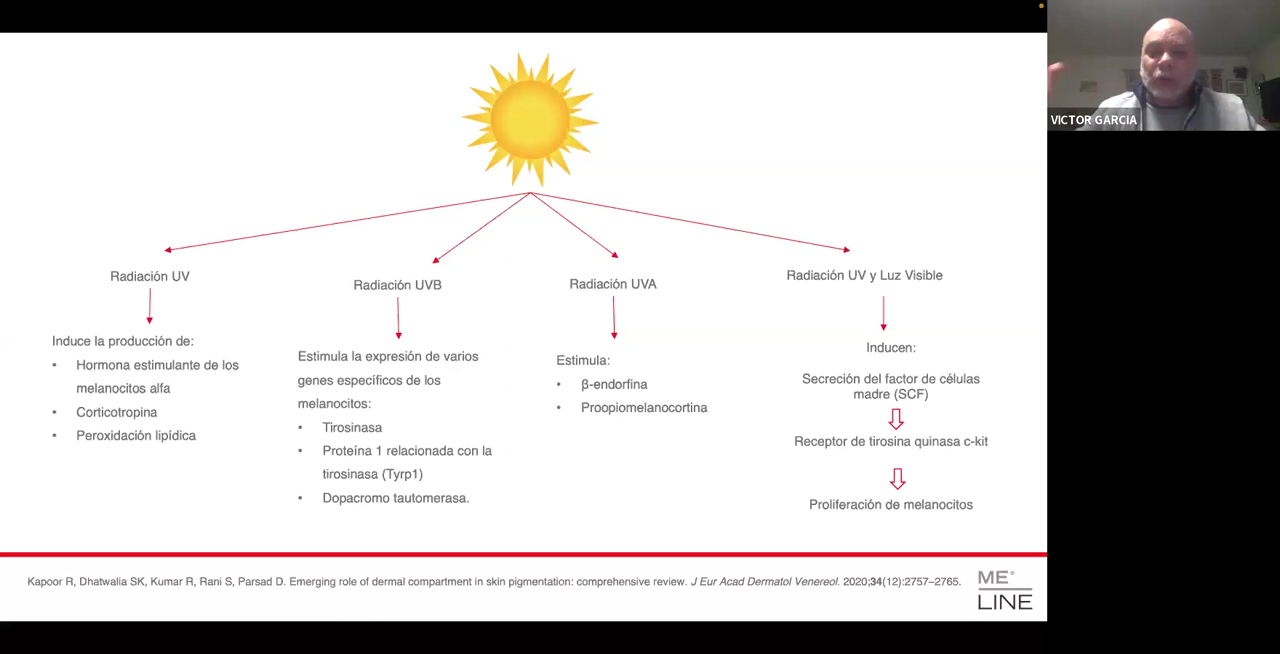 VICTOR GARCIA
Radiación UV
Induce la producción de:
• Hormona estimulante de los
melanocitos alfa
• Corticotropina
• Peroxidación lipídica
Radiación UVB
Estimula la expresión de varios
genes específicos de los
melanocitos:
• Tirosinasa
• Proteína 1 relacionada con la
tirosinasa (Tyrp1)
• Dopacromo tautomerasa.
Radiación UVA
Estimula:
• β-endorfina
• Proopiomelanocortina
Radiación UV y Luz Visible
Inducen:
Secreción del factor de células
madre (SCF)
Receptor de tirosina quinasa c-kit
Proliferación de melanocitos
Kapoor R, Dhatwalia SK, Kumar R, Rani S, Parsad D. Emerging role of dermal compartment in skin pigmentation: comprehensive review. J Eur Acad Dermatol Venereol. 2020;34(12):2757–2765.
ME®
LINE